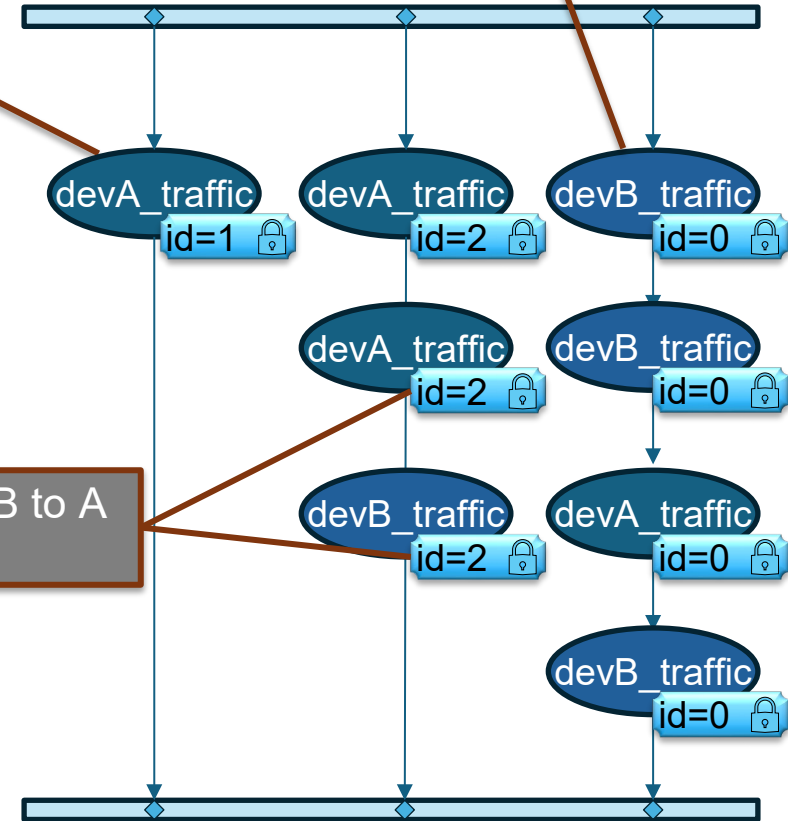 devA_traffic
id=1
devA_traffic
id=2
devB_traffic
id=0
devA_traffic
id=2
devB_traffic
id=0
B to A
devB_traffic
id=2
devA_traffic
id=0
devB_traffic
id=0